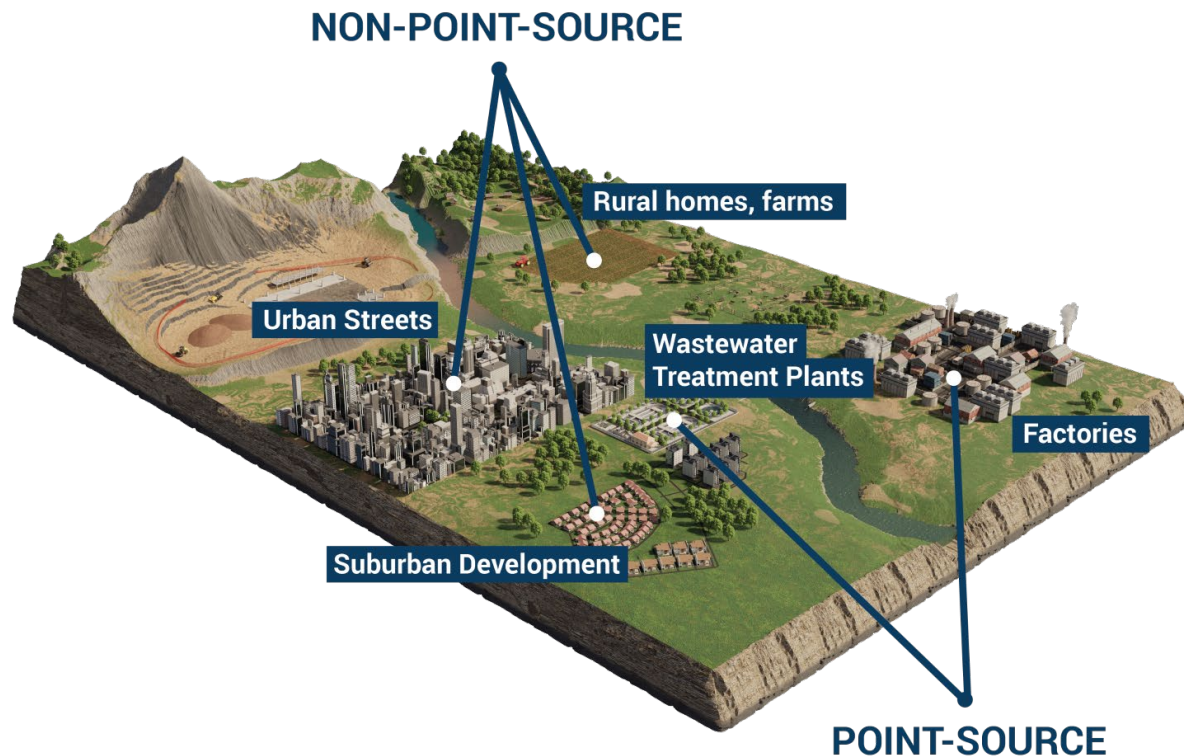 NON-POINT-SOURCE
Rural homes, farms
Urban Streets
Wastewater
Treatment Plants
Factories
Suburban Development
POINT-SOURCE